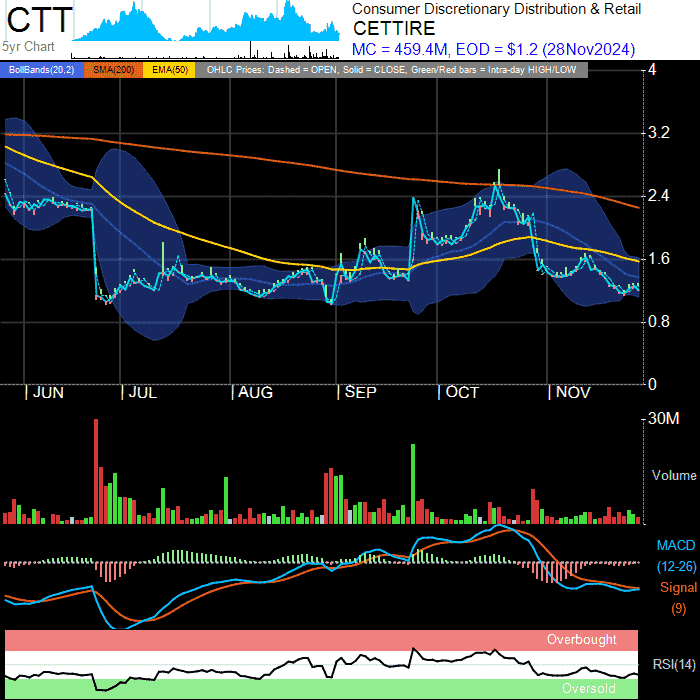 CTT
5yr Chart
Consumer Discretionary Distribution & Retail
CETTIRE
MC = 459.4M, EOD = $1.2 (28Nov2024)
BollBands(20,2) SMA(200) EMA(50) OHLC Prices: Dashed = OPEN, Solid = CLOSE, Green/Red bars = Intra-day HIGH/LOW
4
3.2
2.4
1.6
0.8
0
JUN JUL AUG SEP OCT NOV
30M
Volume
MACD
(12-26)
Signal
(9)
Overbought
RSI(14)
Oversold